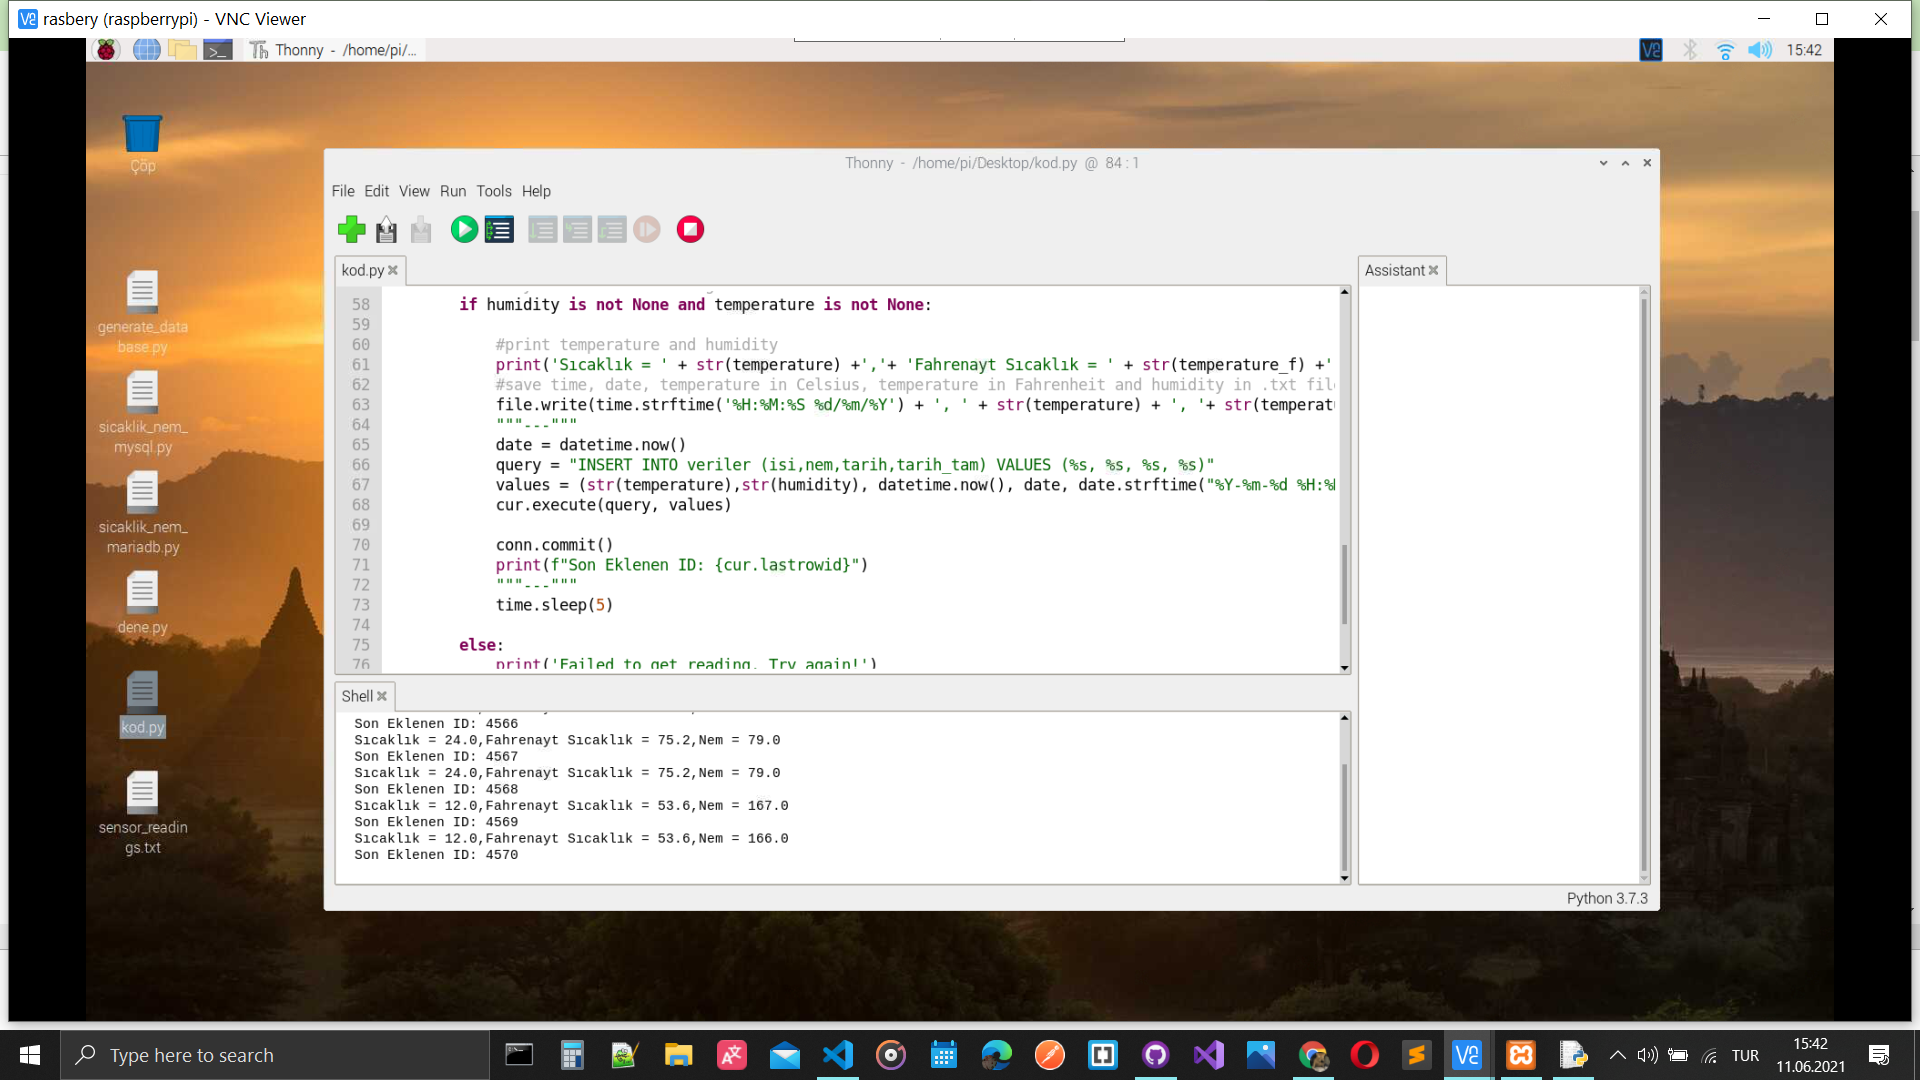 rasbery (raspberrypi) - VNC Viewer
Thonny - /home/pi/...
15:42
Çöp
generate_data
base.py
sicaklik_nem_
mysql.py
sicaklik_nem_
mariadb.py
dene.py
kod.py
sensor_readin
gs.txt
Thonny - /home/pi/Desktop/kod.py @ 84 : 1
File Edit View Run Tools Help
kod.py
58 if humidity is not None and temperature is not None:
59
60 #print temperature and humidity
61 print('Sıcaklık = ' + str(temperature) +','+ 'Fahrenayt Sıcaklık = ' + str(temperature_f) +'
62 #save time, date, temperature in Celsius, temperature in Fahrenheit and humidity in .txt fil
63 file.write(time.strftime('%H:%M:%S %d/%m/%Y') + ', ' + str(temperature) + ', '+ str(temperat
64 """---"""
65 date = datetime.now()
66 query = "INSERT INTO veriler (isi,nem,tarih,tarih_tam) VALUES (%s, %s, %s, %s)"
67 values = (str(temperature),str(humidity), datetime.now(), date, date.strftime("%Y-%m-%d %H:%
68 cur.execute(query, values)
69
70 conn.commit()
71 print(f"Son Eklenen ID: {cur.lastrowid}")
72 """---"""
73 time.sleep(5)
74
75 else:
76 print('Failed to get reading. Try again!')
Assistant
Shell
Son Eklenen ID: 4566
Sıcaklık = 24.0,Fahrenayt Sıcaklık = 75.2,Nem = 79.0
Son Eklenen ID: 4567
Sıcaklık = 24.0,Fahrenayt Sıcaklık = 75.2,Nem = 79.0
Son Eklenen ID: 4568
Sıcaklık = 12.0,Fahrenayt Sıcaklık = 53.6,Nem = 167.0
Son Eklenen ID: 4569
Sıcaklık = 12.0,Fahrenayt Sıcaklık = 53.6,Nem = 166.0
Son Eklenen ID: 4570
Python 3.7.3
Type here to search
TUR
15:42
11.06.2021